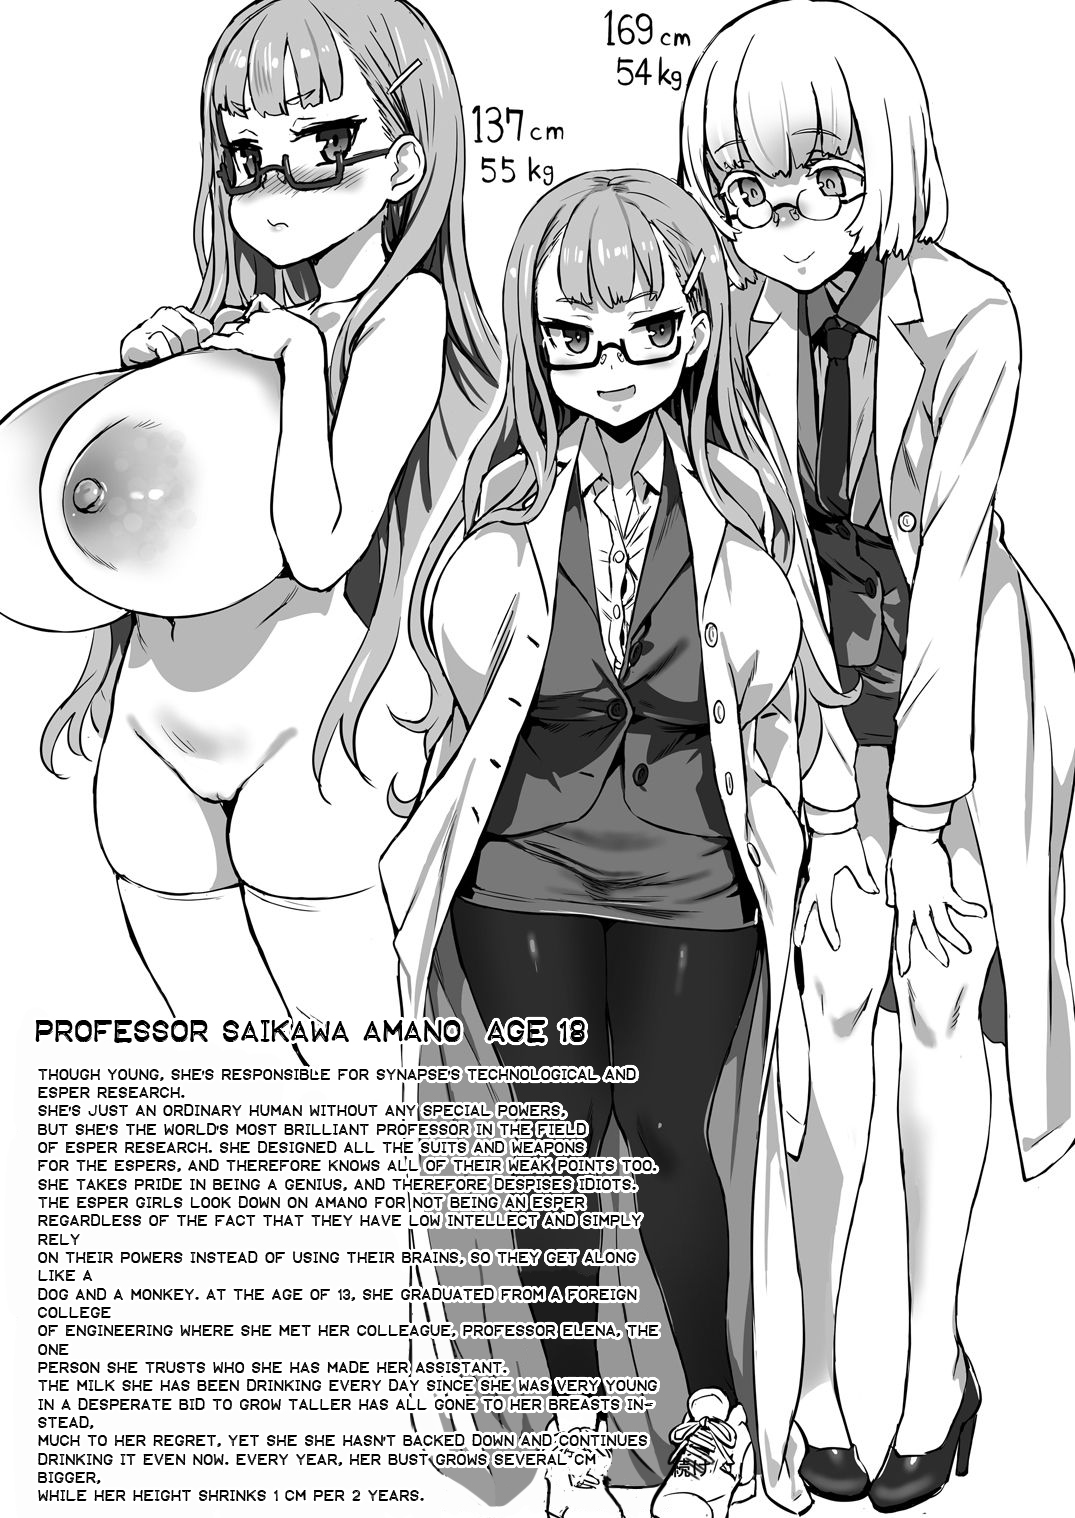 169 cm
54 kg
137 cm
55 kg
PROFESSOR SAIKAWA AMANO AGE 18
THOUGH YOUNG, SHE'S RESPONSIBLE FOR SYNAPSE'S TECHNOLOGICAL AND
ESPER RESEARCH.
SHE'S JUST AN ORDINARY HUMAN WITHOUT ANY SPECIAL POWERS,
BUT SHE'S THE WORLD'S MOST BRILLIANT PROFESSOR IN THE FIELD
OF ESPER RESEARCH. SHE DESIGNED ALL THE SUITS AND WEAPONS
FOR THE ESPERS, AND THEREFORE KNOWS ALL OF THEIR WEAK POINTS TOO.
SHE TAKES PRIDE IN BEING A GENIUS, AND THEREFORE DESPISES IDIOTS.
THE ESPER GIRLS LOOK DOWN ON AMANO FOR NOT BEING AN ESPER
REGARDLESS OF THE FACT THAT THEY HAVE LOW INTELLECT AND SIMPLY
RELY
ON THEIR POWERS INSTEAD OF USING THEIR BRAINS, SO THEY GET ALONG
LIKE A
DOG AND A MONKEY. AT THE AGE OF 13, SHE GRADUATED FROM A FOREIGN
COLLEGE
OF ENGINEERING WHERE SHE MET HER COLLEAGUE, PROFESSOR ELENA, THE
ONE
PERSON SHE TRUSTS WHO SHE HAS MADE HER ASSISTANT.
THE MILK SHE HAS BEEN DRINKING EVERY DAY SINCE SHE WAS VERY YOUNG
IN A DESPERATE BID TO GROW TALLER HAS ALL GONE TO HER BREASTS IN-
STEAD,
MUCH TO HER REGRET, YET SHE SHE HASN'T BACKED DOWN AND CONTINUES
DRINKING IT EVEN NOW. EVERY YEAR, HER BUST GROWS SEVERAL CM
BIGGER,
WHILE HER HEIGHT SHRINKS 1 CM PER 2 YEARS.